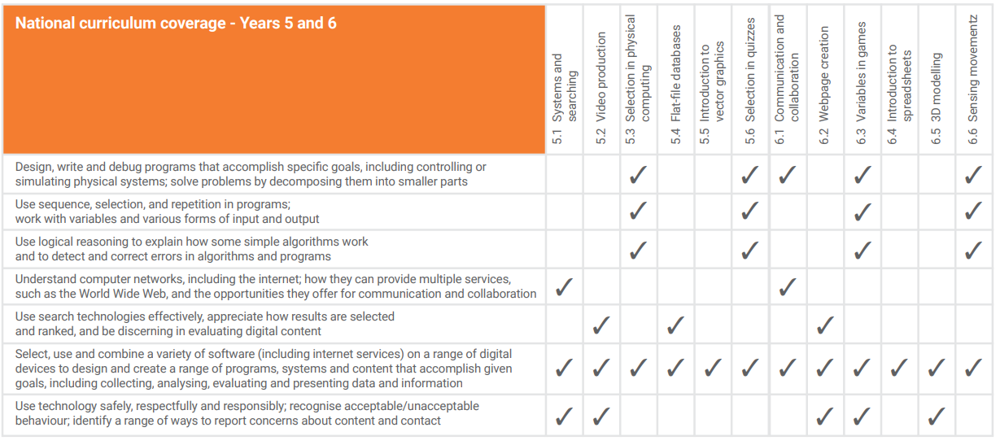 National curriculum coverage - Years 5 and 6
5.1 Systems and
searching
5.2 Video production
5.3 Selection in physical
computing
5.4 Flat-file databases
5.5 Introduction to
vector graphics
5.6 Selection in quizzes
6.1 Communication and
collaboration
6.2 Webpage creation
6.3 Variables in games
6.4 Introduction to
spreadsheets
6.5 3D modelling
6.6 Sensing movementz
Design, write and debug programs that accomplish specific goals, including controlling or
simulating physical systems; solve problems by decomposing them into smaller parts
✓ ✓ ✓ ✓ ✓
Use sequence, selection, and repetition in programs;
work with variables and various forms of input and output
✓ ✓ ✓ ✓
Use logical reasoning to explain how some simple algorithms work
and to detect and correct errors in algorithms and programs
✓ ✓ ✓ ✓
Understand computer networks, including the internet; how they can provide multiple services,
such as the World Wide Web, and the opportunities they offer for communication and collaboration
✓ ✓
Use search technologies effectively, appreciate how results are selected
and ranked, and be discerning in evaluating digital content
✓ ✓ ✓
Select, use and combine a variety of software (including internet services) on a range of digital
devices to design and create a range of programs, systems and content that accomplish given
goals, including collecting, analysing, evaluating and presenting data and information
✓ ✓ ✓ ✓ ✓ ✓ ✓ ✓ ✓ ✓ ✓ ✓
Use technology safely, respectfully and responsibly; recognise acceptable/unacceptable
behaviour; identify a range of ways to report concerns about content and contact
✓ ✓ ✓ ✓ ✓